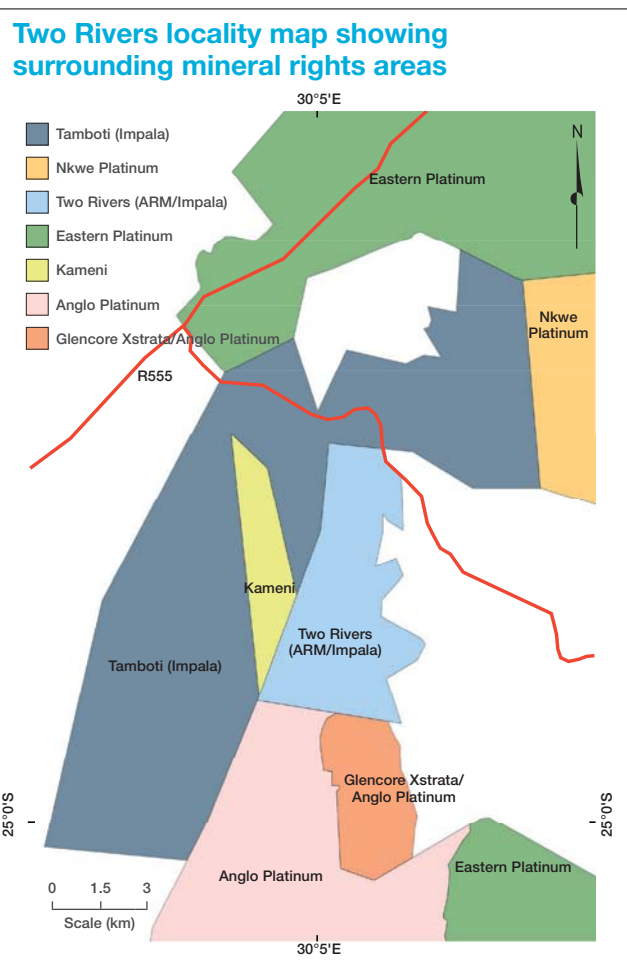 Two Rivers locality map showing
surrounding mineral rights areas
30°5'E
N
Tamboti (Impala)
Nkwe Platinum
Two Rivers (ARM/Impala)
Eastern Platinum
Kameni
Anglo Platinum
Glencore Xstrata/Anglo Platinum
Eastern Platinum
Nkwe
Platinum
R555
Kameni
Two Rivers
(ARM/Impala)
Tamboti (Impala)
Glencore Xstrata/
Anglo Platinum
25°0'S
25°0'S
Anglo Platinum
Eastern Platinum
0 1.5 3
Scale (km)
30°5'E